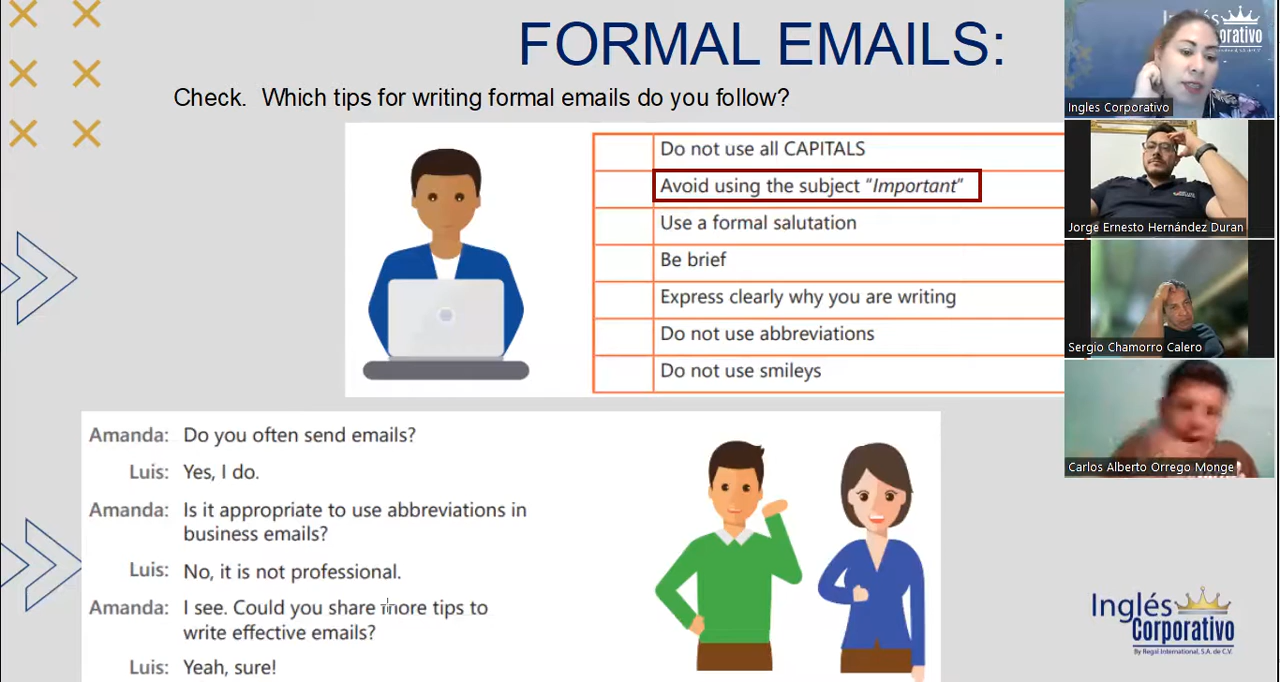 FORMAL EMAILS:
Check.  Which tips for writing formal emails do you follow?
Do not use all CAPITALS
Avoid using the subject “Important”
Use a formal salutation
Be brief
Express clearly why you are writing
Do not use abbreviations
Do not use smileys
Amanda: Do you often send emails?
Luis: Yes, I do.
Amanda: Is it appropriate to use abbreviations in
business emails?
Luis: No, it is not professional.
Amanda: I see. Could you share more tips to
write effective emails?
Luis: Yeah, sure!
Inglés
Corporativo
By Regal International, S.A. de C.V.
Inglés
orativo
Ingles Corporativo
Jorge Ernesto Hernández Duran
Sergio Chamorro Calero
Carlos Alberto Orrego Monge